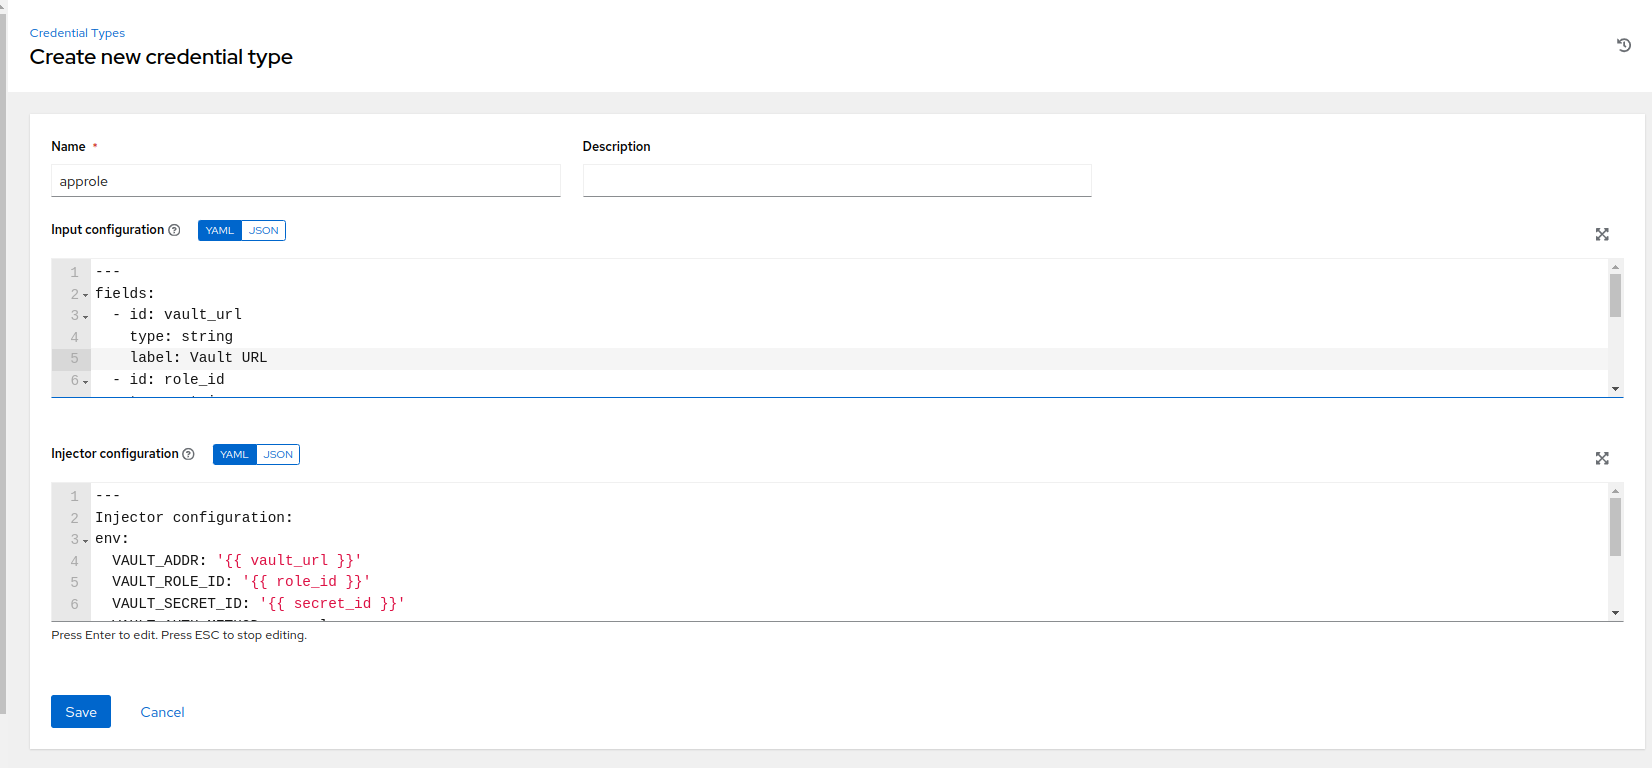 Credential Types
Create new credential type
Name *
Description
approle
Input configuration
YAML JSON
1 ---
2 fields:
3   - id: vault_url
4     type: string
5     label: Vault URL
6   - id: role_id
Injector configuration
YAML JSON
1 ---
2 Injector configuration:
3 env:
4   VAULT_ADDR: '{{ vault_url }}'
5   VAULT_ROLE_ID: '{{ role_id }}'
6   VAULT_SECRET_ID: '{{ secret_id }}'
Press Enter to edit. Press ESC to stop editing.
Save
Cancel